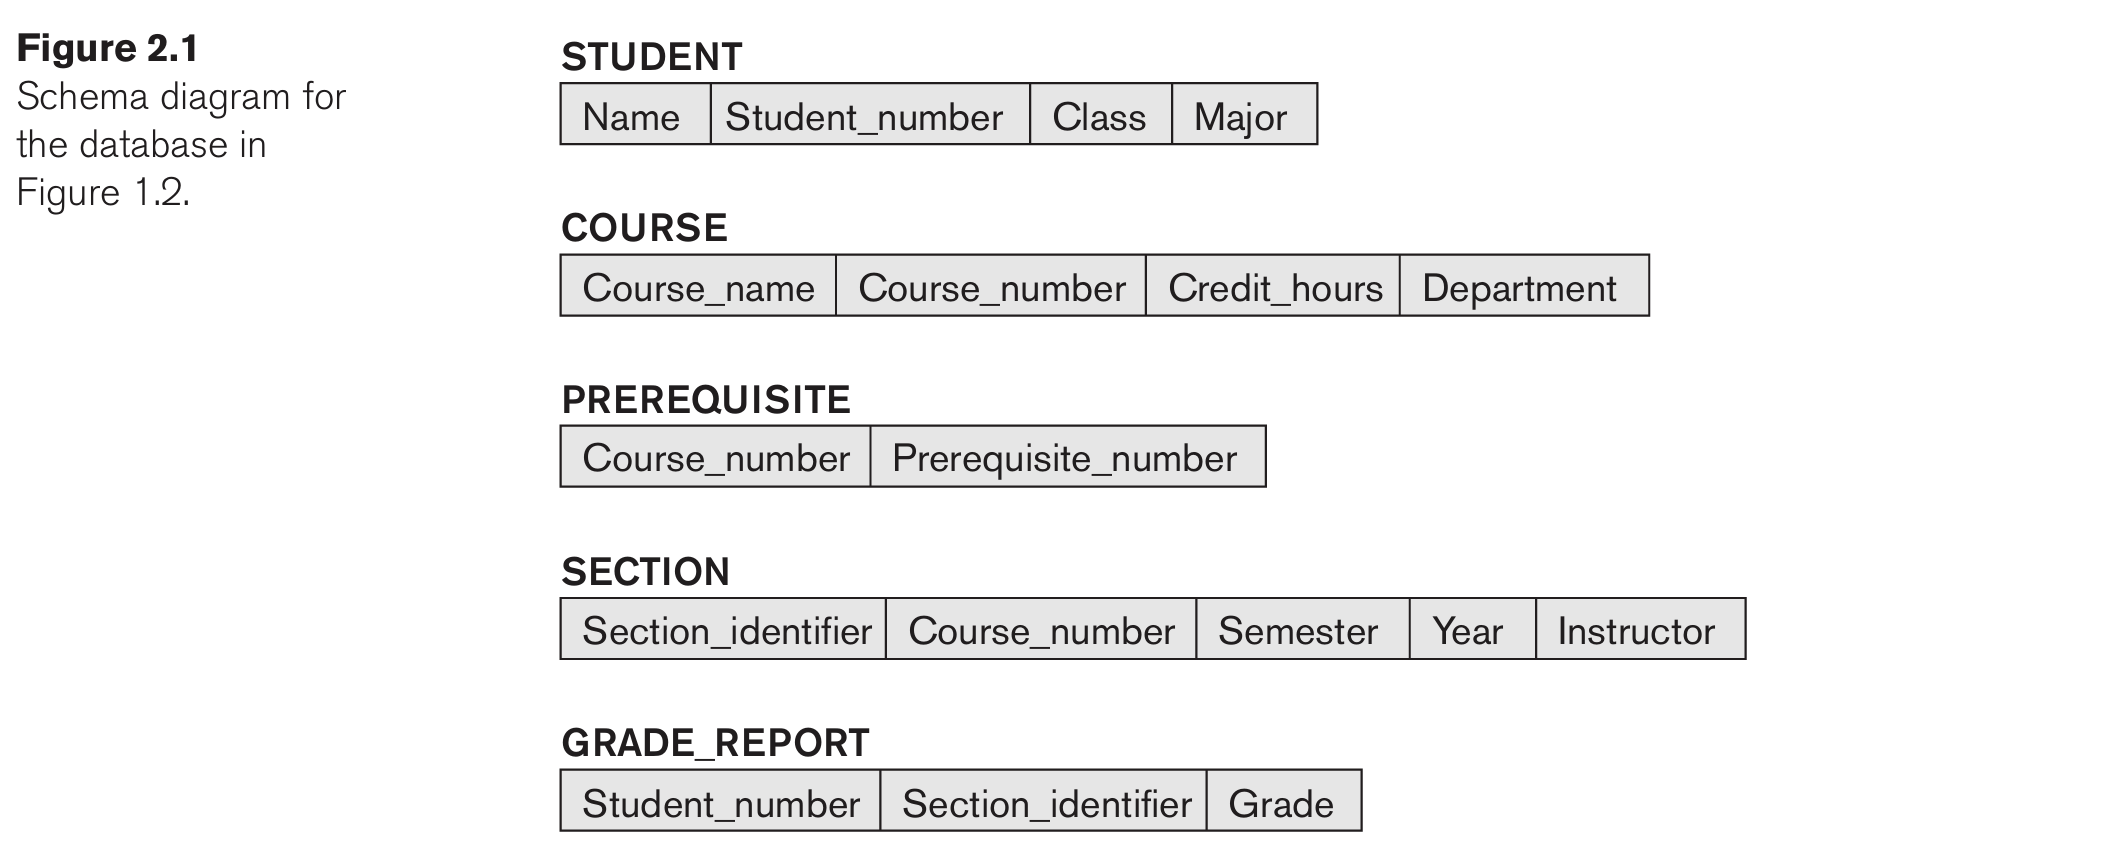 Figure 2.1
Schema diagram for
the database in
Figure 1.2.
STUDENT
Name Student_number Class Major
COURSE
Course_name Course_number Credit_hours Department
PREREQUISITE
Course_number Prerequisite_number
SECTION
Section_identifier Course_number Semester Year Instructor
GRADE_REPORT
Student_number Section_identifier Grade